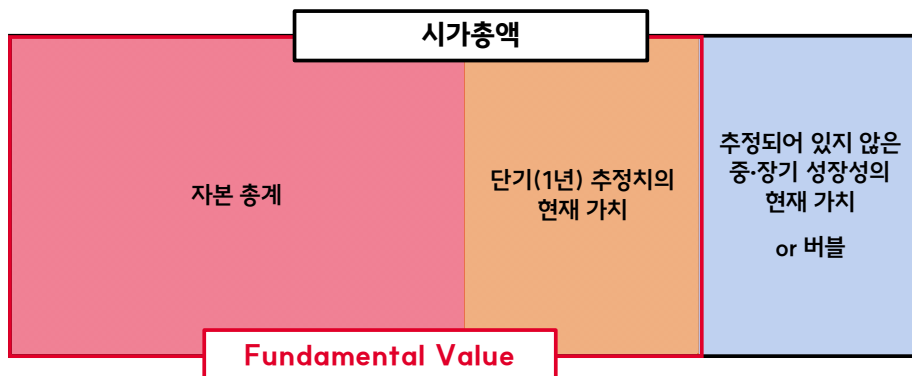 시가총액
자본 총계
단기(1년) 추정치의
현재 가치
추정되어 있지 않은
중·장기 성장성의
현재 가치
or 버블
Fundamental Value